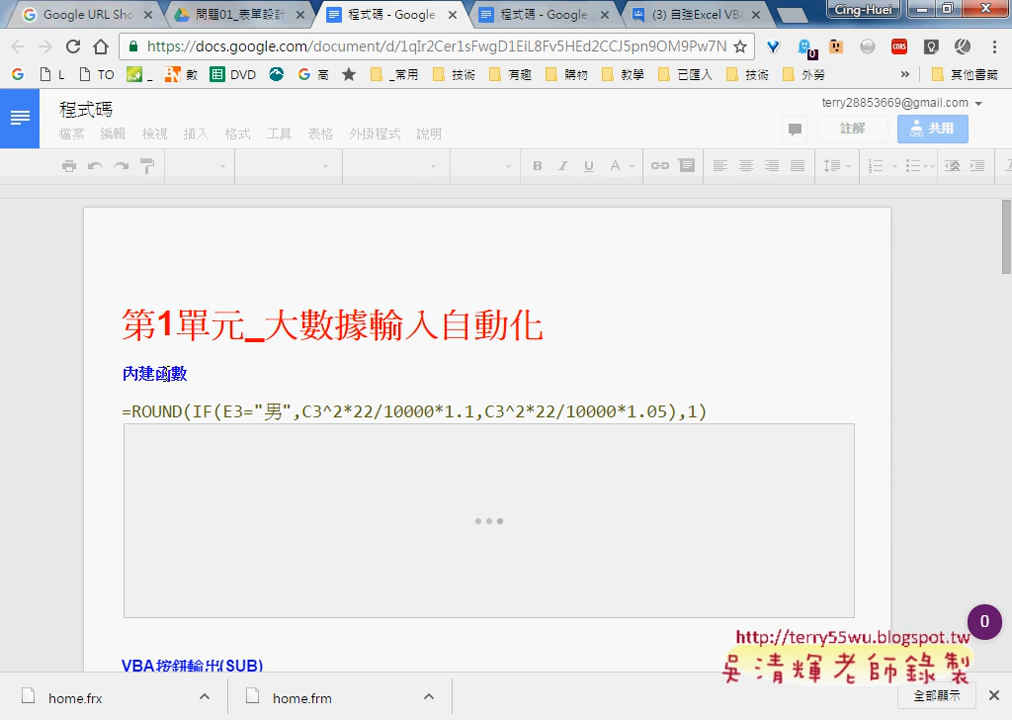 Google URL Sho
問題01_表單設計
程式碼 - Google
程式碼 - Google
(3) 自強Excel VB
Cing-Huei
https://docs.google.com/document/d/1qIr2Cer1sFwgD1EiL8Fv5HEd2CCJ5pn9OM9Pw7N
L
TO
_
數
DVD
高
_常用
技術
有趣
購物
教學
已匯入
技術
外勞
»
其他書籤
程式碼
terry28853669@gmail.com
檔案 編輯 檢視 插入 格式 工具 表格 外掛程式 說明
註解
共用
B I U A
第1單元_大數據輸入自動化
內建函數
=ROUND(IF(E3="男",C3^2*22/10000*1.1,C3^2*22/10000*1.05),1)
VBA按鈕輸出(SUB)
0
http://terry55wu.blogspot.tw
吳清輝老師錄製
home.frx
home.frm
全部顯示